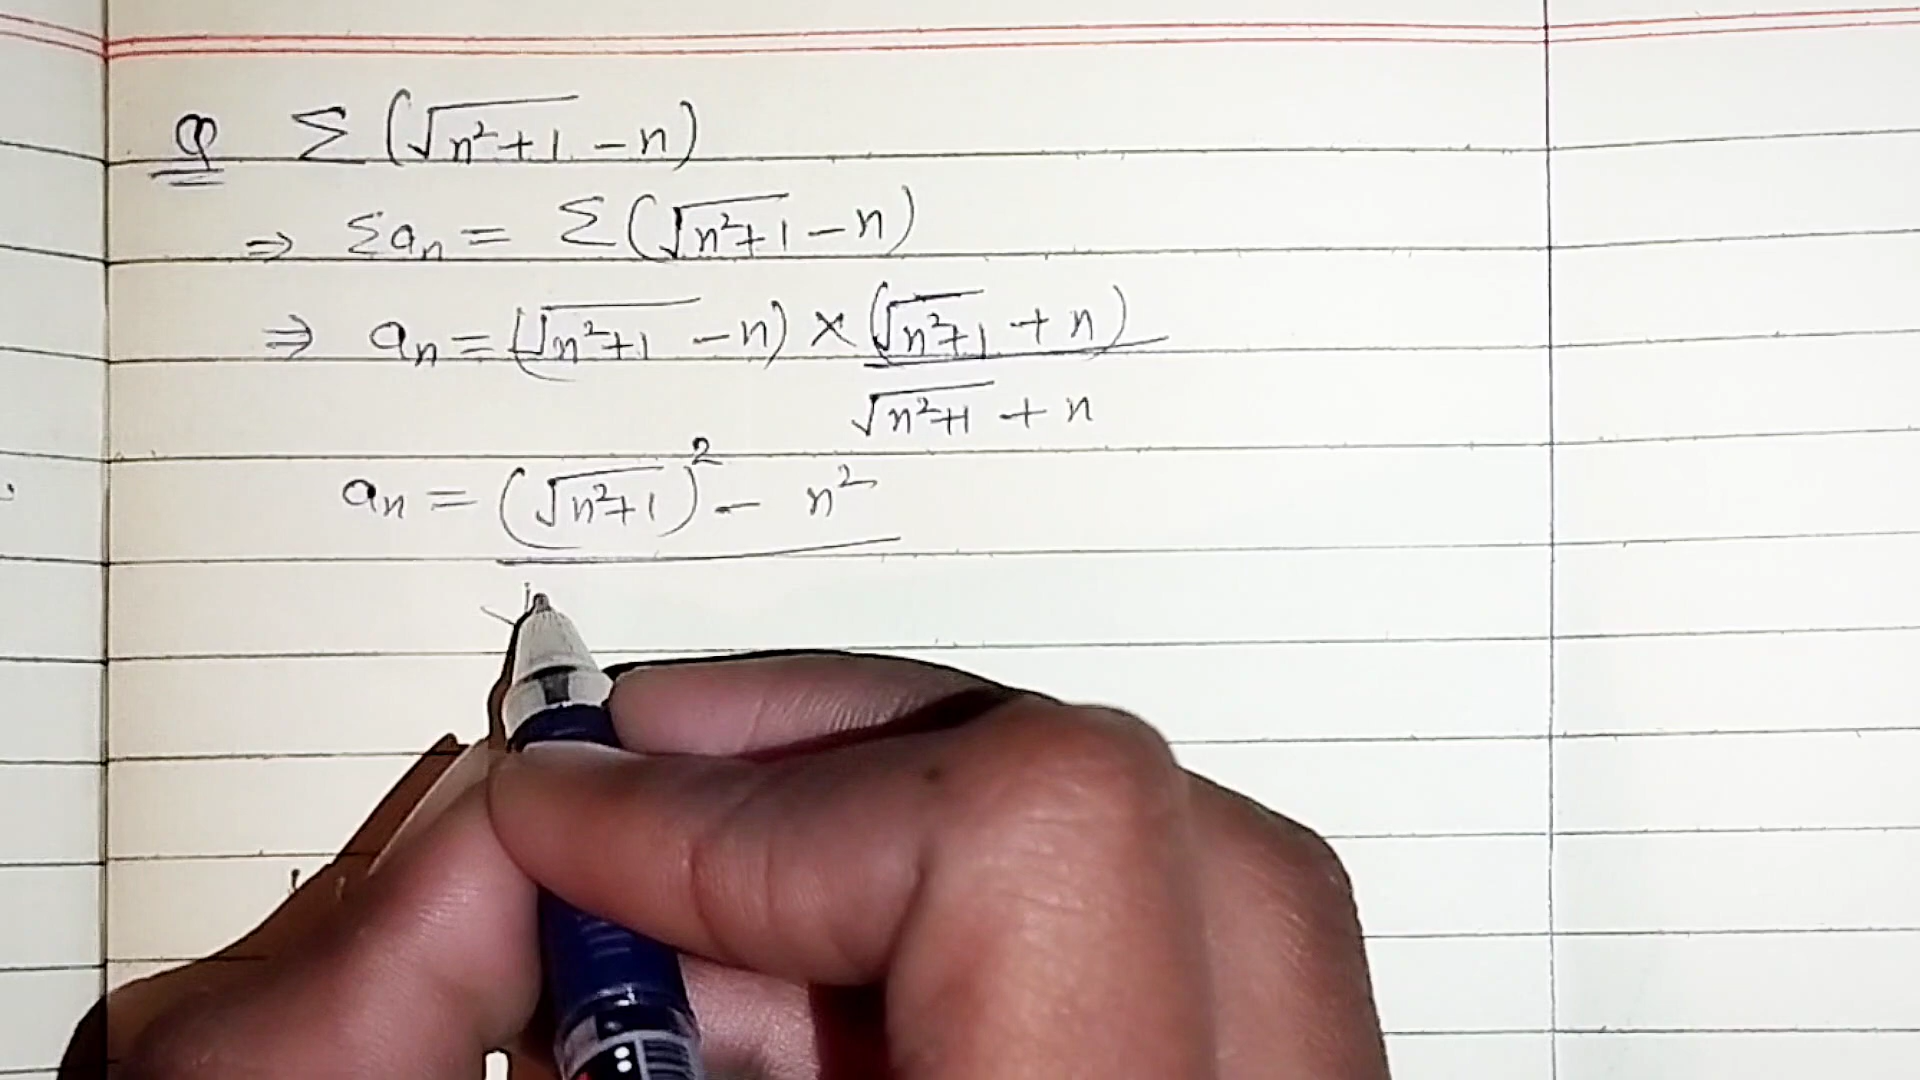 Q Σ (√n²+1 - n)
⇒ Σaₙ = Σ (√n²+1 - n)
⇒ aₙ = (√n²+1 - n) × (√n²+1 + n)
√n²+1 + n
aₙ = (√n²+1)² - n²